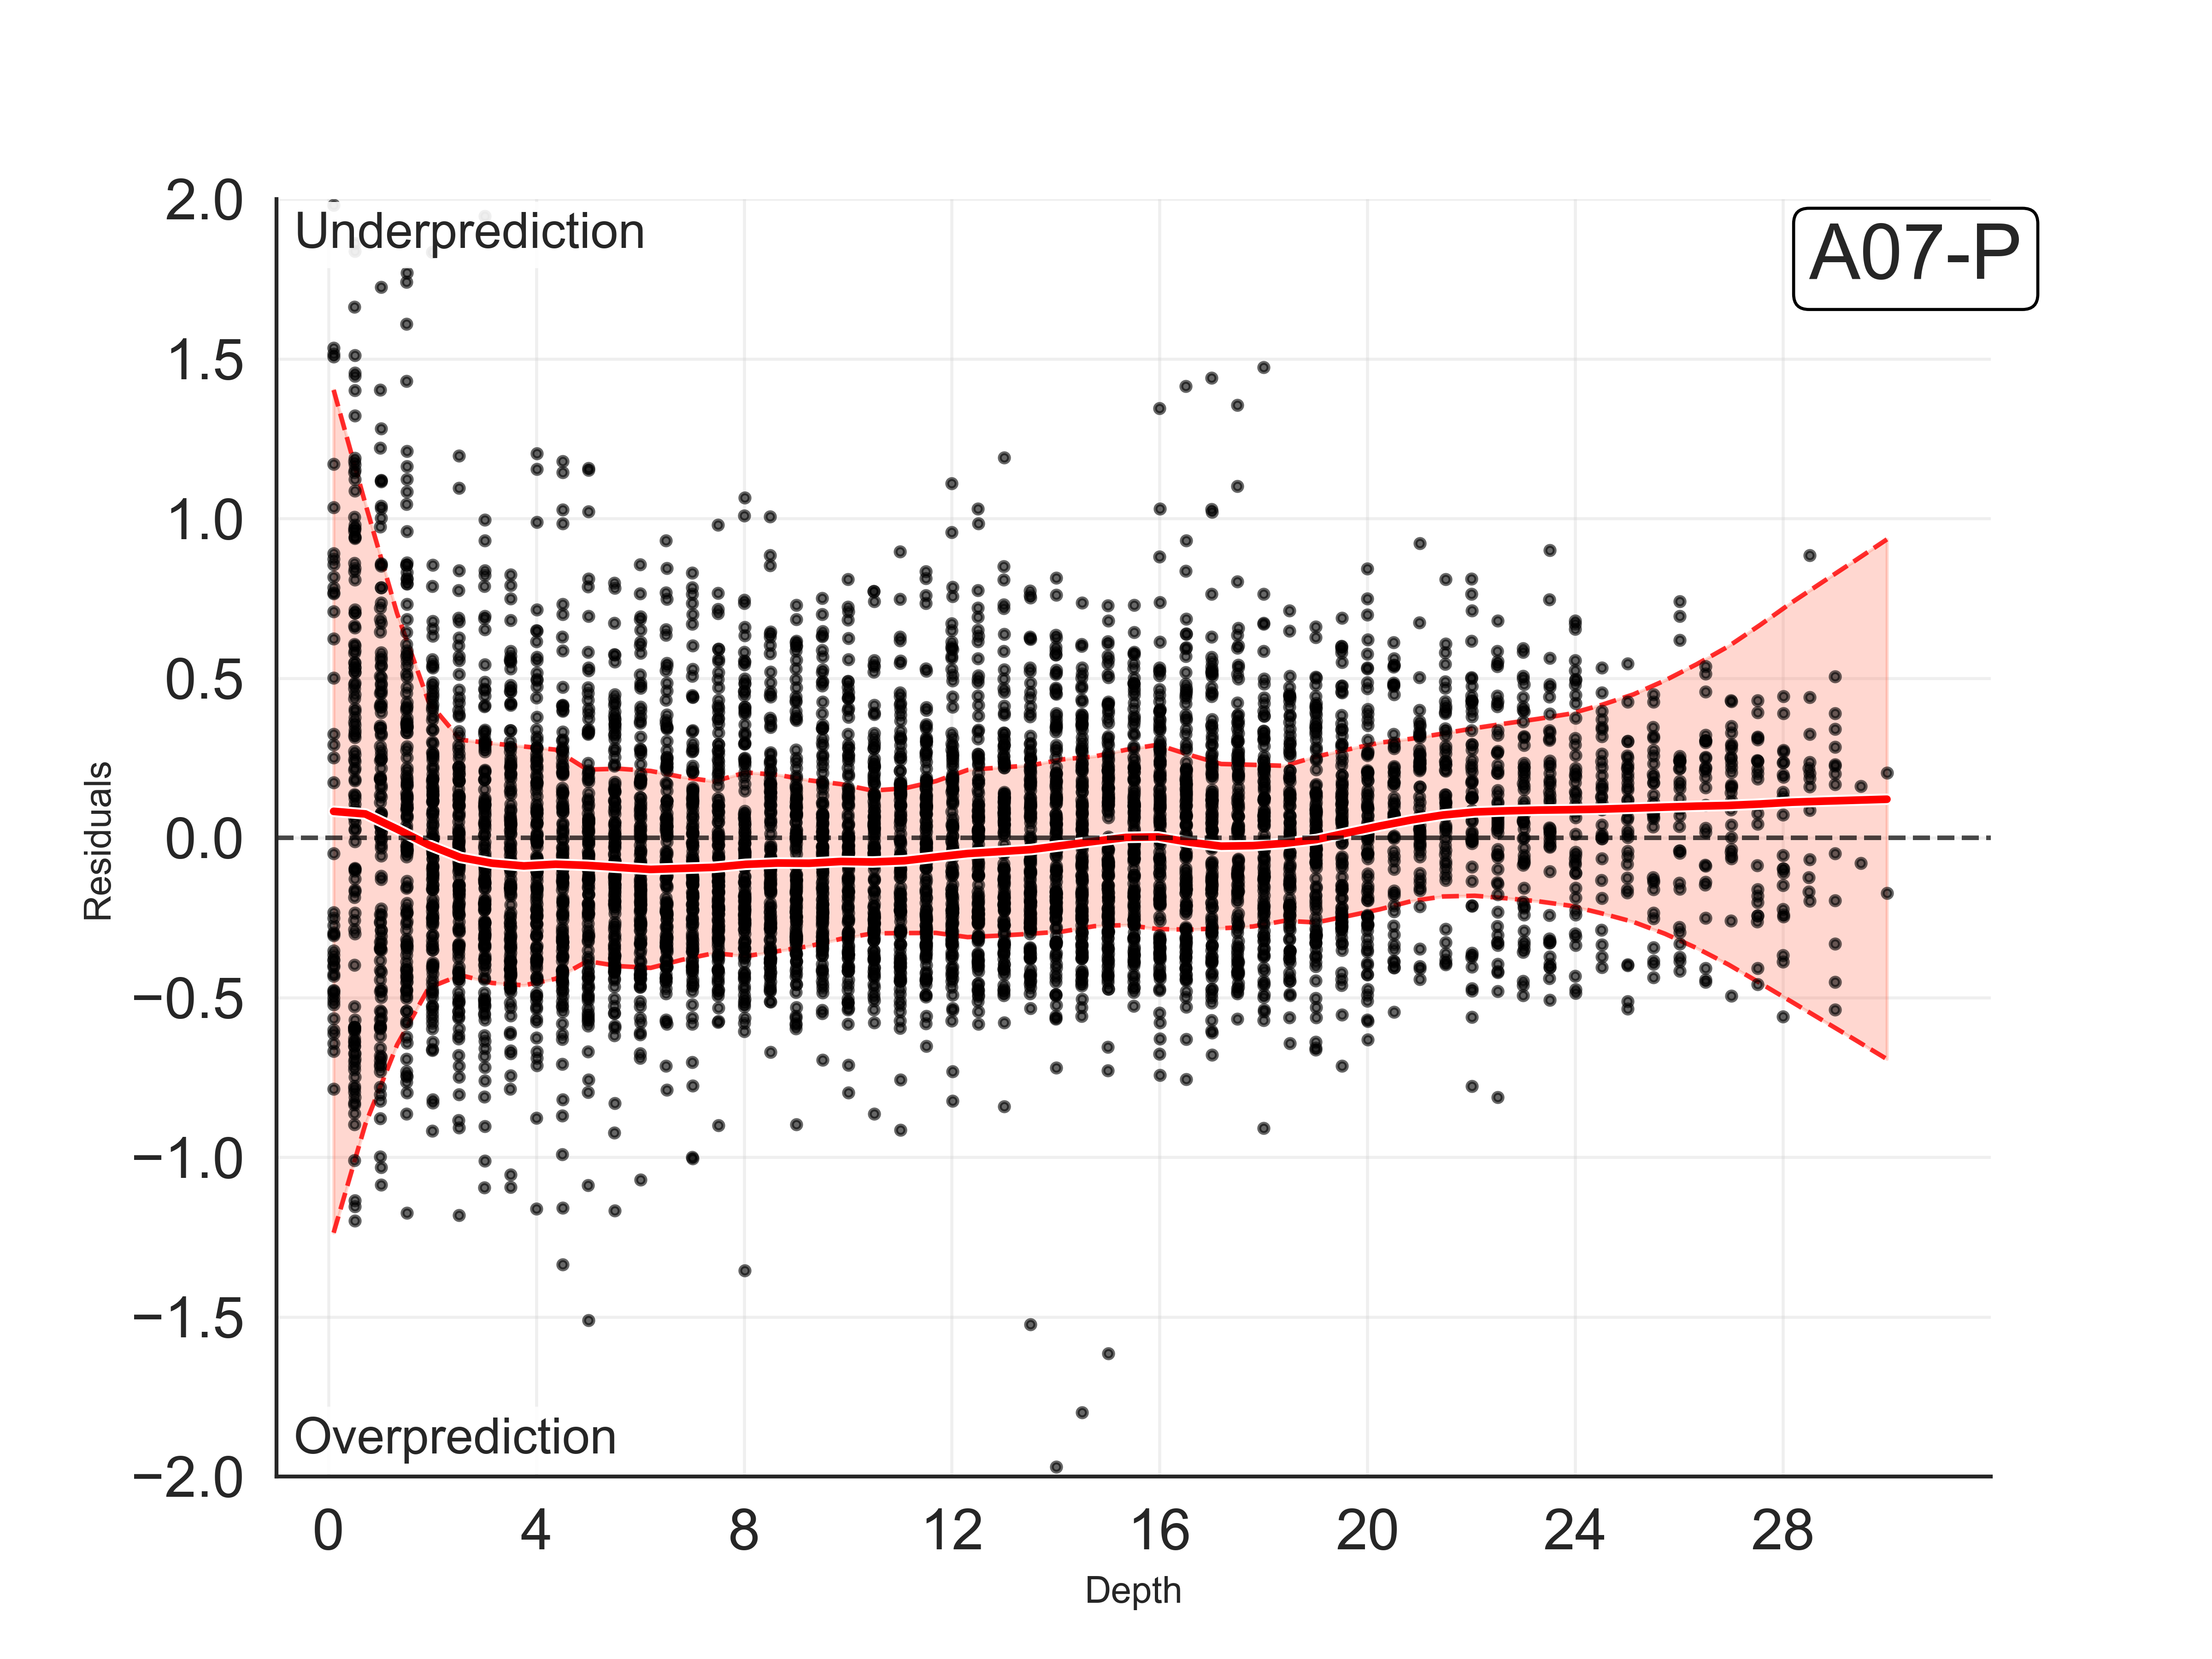 A07-P
Underprediction
2.0
1.5
1.0
0.5
0.0
−0.5
−1.0
−1.5
−2.0
Residuals
Overprediction
0 4 8 12 16 20 24 28
Depth